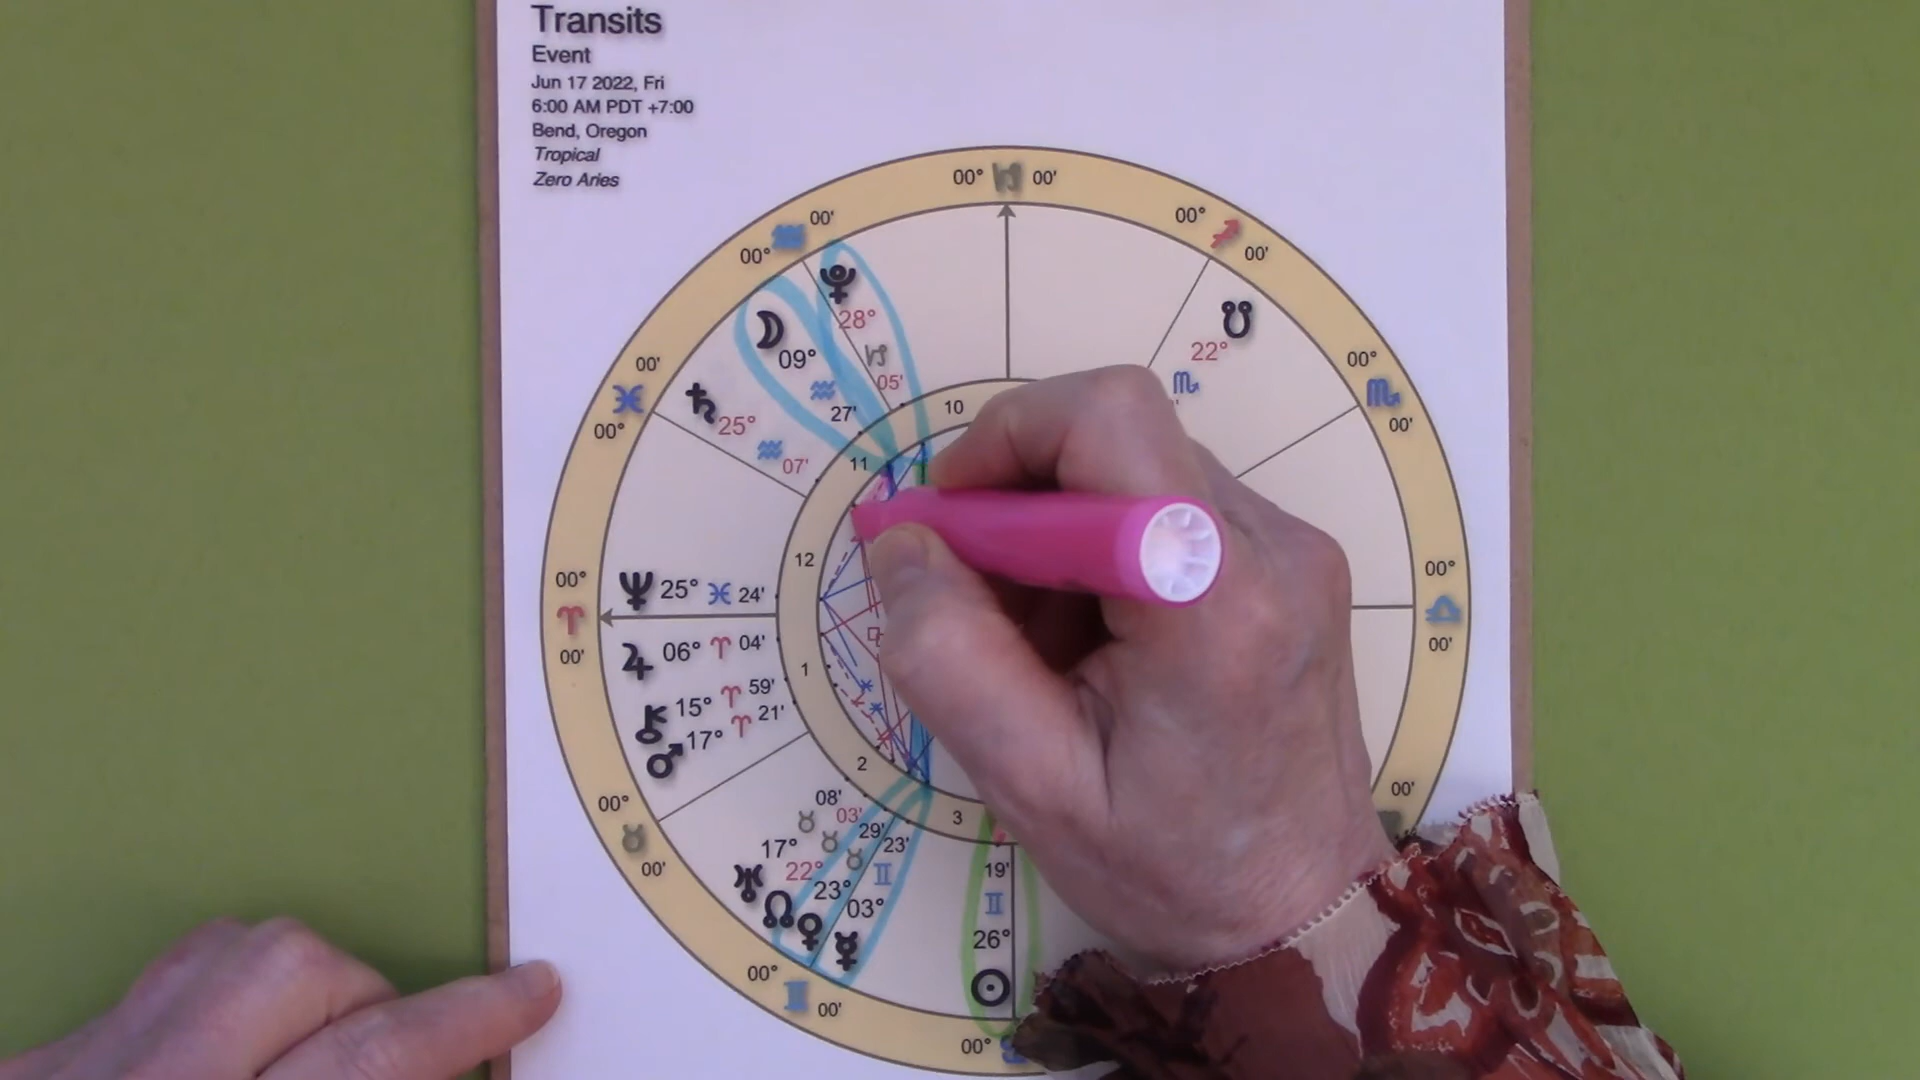 Transits
Event
Jun 17 2022, Fri
6:00 AM PDT +7:00
Bend, Oregon
Tropical
Zero Aries
00° ♑ 00'
00' ♒ 00°
00° ♐ 00'
00' ♓ 00°
00° ♏ 00'
00° ♈ 00'
00° ♎ 00'
00° ♉ 00'
00'
00° ♊ 00'
00° ♋
♇ 28° ♑ 05'
☽ 09° ♒ 27'
♄ 25° ♒ 07'
☋ 22° ♏
♆ 25° ♓ 24'
♃ 06° ♈ 04'
⚷ 15° ♈ 59'
♂ 17° ♈ 21'
♅ 17° ♉ 08'
☊ 22° ♉ 03'
♀ 23° ♉ 29'
☿ 03° ♊ 23'
☉ 26° ♊ 19'
10
11
12
1
2
3